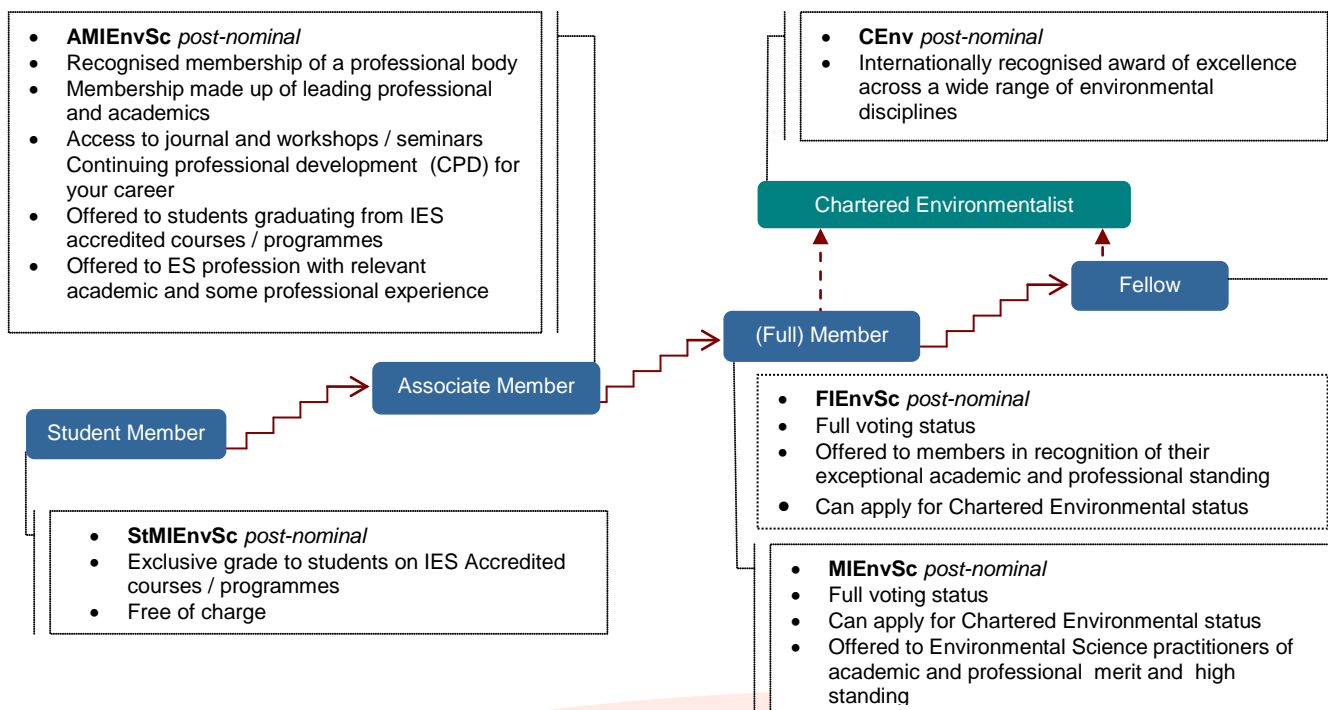 • AMIEnvSc post-nominal
• Recognised membership of a professional body
• Membership made up of leading professional
and academics
• Access to journal and workshops / seminars
Continuing professional development (CPD) for
your career
• Offered to students graduating from IES
accredited courses / programmes
• Offered to ES profession with relevant
academic and some professional experience
• CEnv post-nominal
• Internationally recognised award of excellence
across a wide range of environmental
disciplines
Chartered Environmentalist
Fellow
(Full) Member
Associate Member
Student Member
• FIEnvSc post-nominal
• Full voting status
• Offered to members in recognition of their
exceptional academic and professional standing
• Can apply for Chartered Environmental status
• StMIEnvSc post-nominal
• Exclusive grade to students on IES Accredited
courses / programmes
• Free of charge
• MIEnvSc post-nominal
• Full voting status
• Can apply for Chartered Environmental status
• Offered to Environmental Science practitioners of
academic and professional merit and high
standing